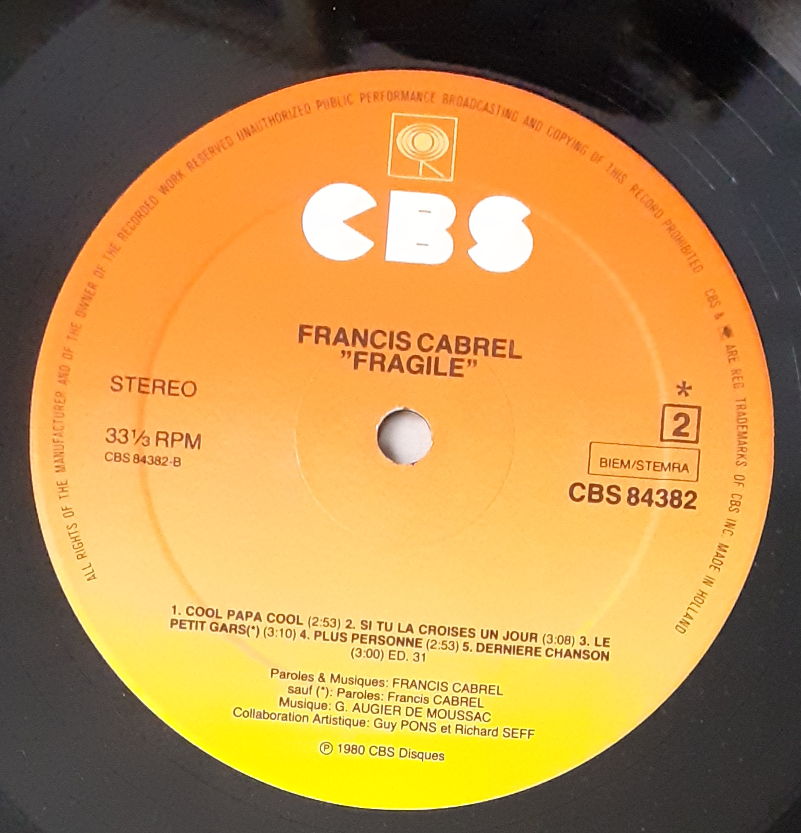 ALL RIGHTS OF THE MANUFACTURER AND OF THE OWNER OF THE RECORDED WORK RESERVED UNAUTHORIZED PUBLIC PERFORMANCE BROADCASTING AND COPYING OF THIS RECORD PROHIBITED CBS & ARE REG. TRADEMARKS OF CBS INC. MADE IN HOLLAND
CBS
FRANCIS CABREL
"FRAGILE"
STEREO
33⅓ RPM
CBS 84382-B
*
2
BIEM/STEMRA
CBS 84382
1. COOL PAPA COOL (2:53) 2. SI TU LA CROISES UN JOUR (3:08) 3. LE
PETIT GARS(*) (3:10) 4. PLUS PERSONNE (2:53) 5. DERNIERE CHANSON
(3:00) ED. 31
Paroles & Musiques: FRANCIS CABREL
sauf (*): Paroles: Francis CABREL
Musique: G. AUGIER DE MOUSSAC
Collaboration Artistique: Guy PONS et Richard SEFF
℗ 1980 CBS Disques